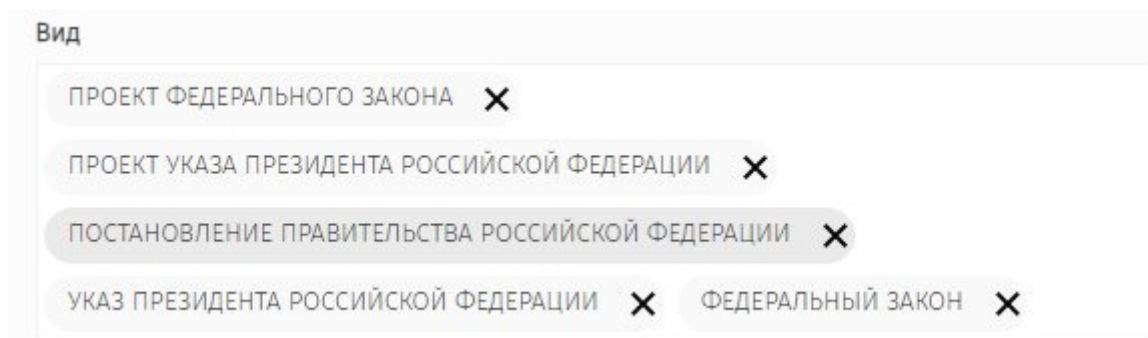 Вид
ПРОЕКТ ФЕДЕРАЛЬНОГО ЗАКОНА
ПРОЕКТ УКАЗА ПРЕЗИДЕНТА РОССИЙСКОЙ ФЕДЕРАЦИИ
ПОСТАНОВЛЕНИЕ ПРАВИТЕЛЬСТВА РОССИЙСКОЙ ФЕДЕРАЦИИ
УКАЗ ПРЕЗИДЕНТА РОССИЙСКОЙ ФЕДЕРАЦИИ ФЕДЕРАЛЬНЫЙ ЗАКОН